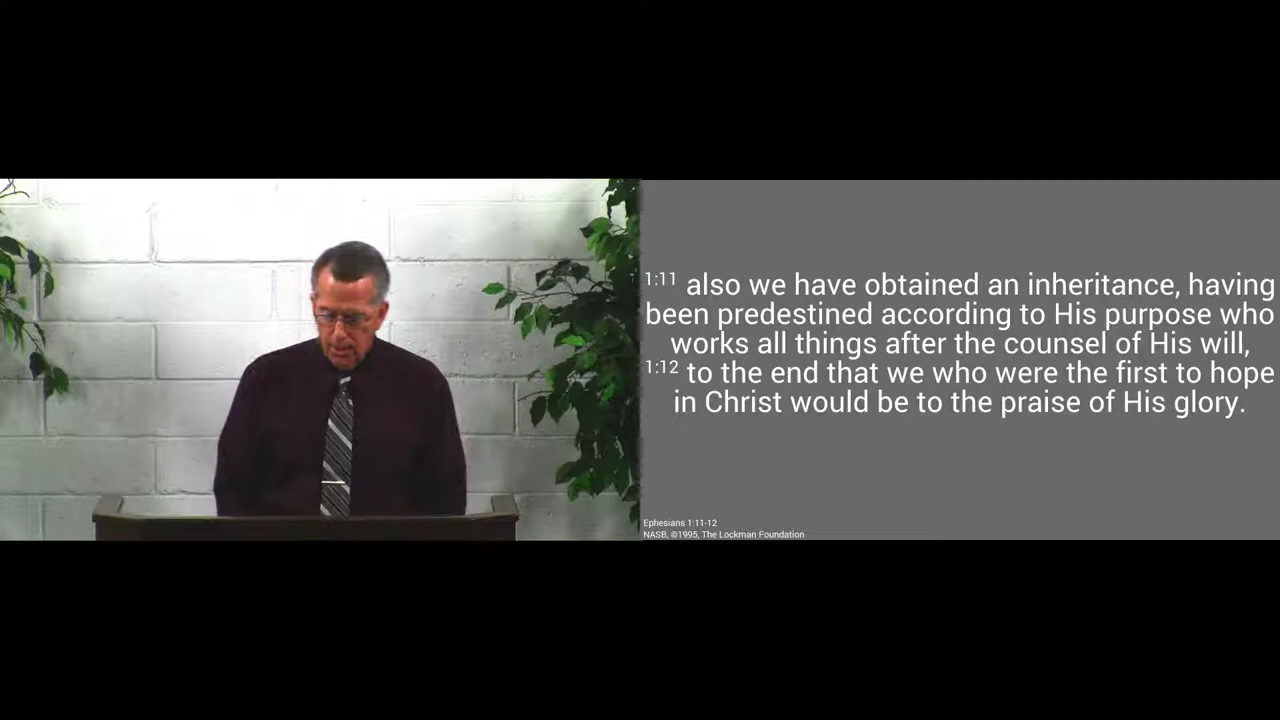 1:11 also we have obtained an inheritance, having
been predestined according to His purpose who
works all things after the counsel of His will,
1:12 to the end that we who were the first to hope
in Christ would be to the praise of His glory.
Ephesians 1:11-12
NASB, ©1995, The Lockman Foundation